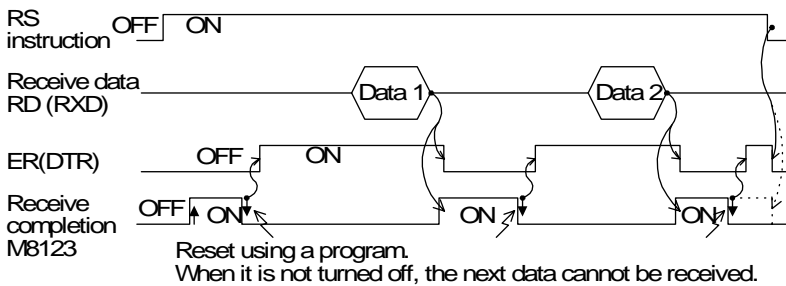 RS
instruction
OFF
ON
Receive data
RD (RXD)
Data 1
Data 2
ER(DTR)
OFF
ON
Receive
completion
M8123
OFF
ON
ON
ON
Reset using a program.
When it is not turned off, the next data cannot be received.